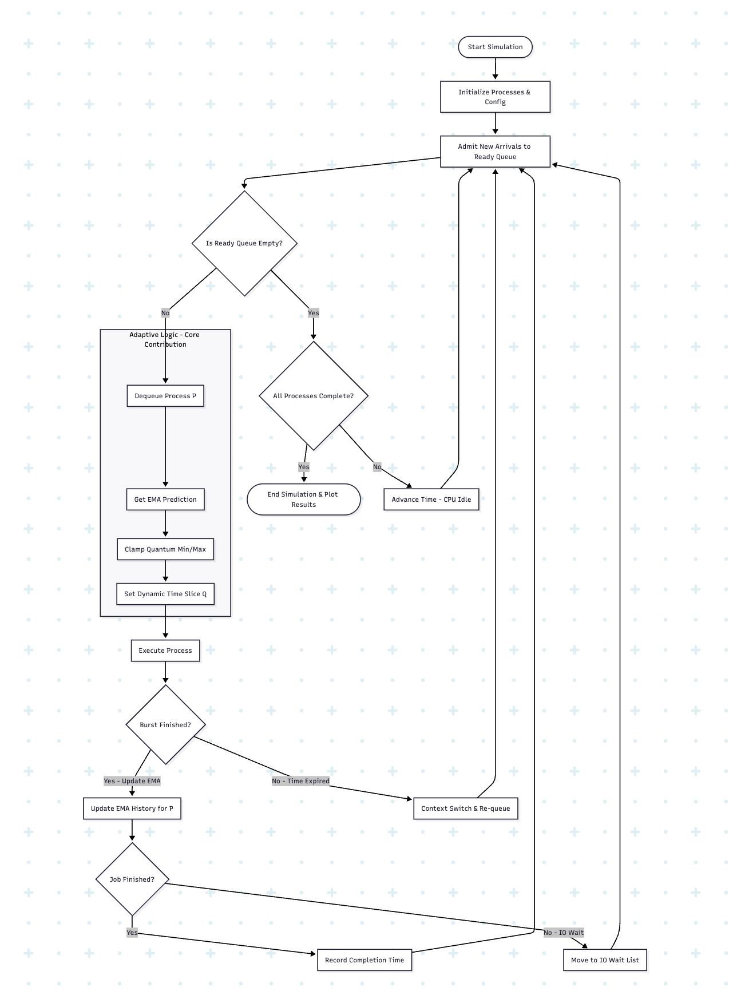 Start Simulation
Initialize Processes &
Config
Admit New Arrivals to
Ready Queue
Is Ready Queue Empty?
No
Yes
Adaptive Logic - Core
Contribution
Dequeue Process P
All Processes Complete?
Yes
No
Get EMA Prediction
End Simulation & Plot
Results
Advance Time - CPU Idle
Clamp Quantum Min/Max
Set Dynamic Time Slice Q
Execute Process
Burst Finished?
Yes - Update EMA
No - Time Expired
Update EMA History for P
Context Switch & Re-queue
Job Finished?
Yes
No - IO Wait
Record Completion Time
Move to IO Wait List